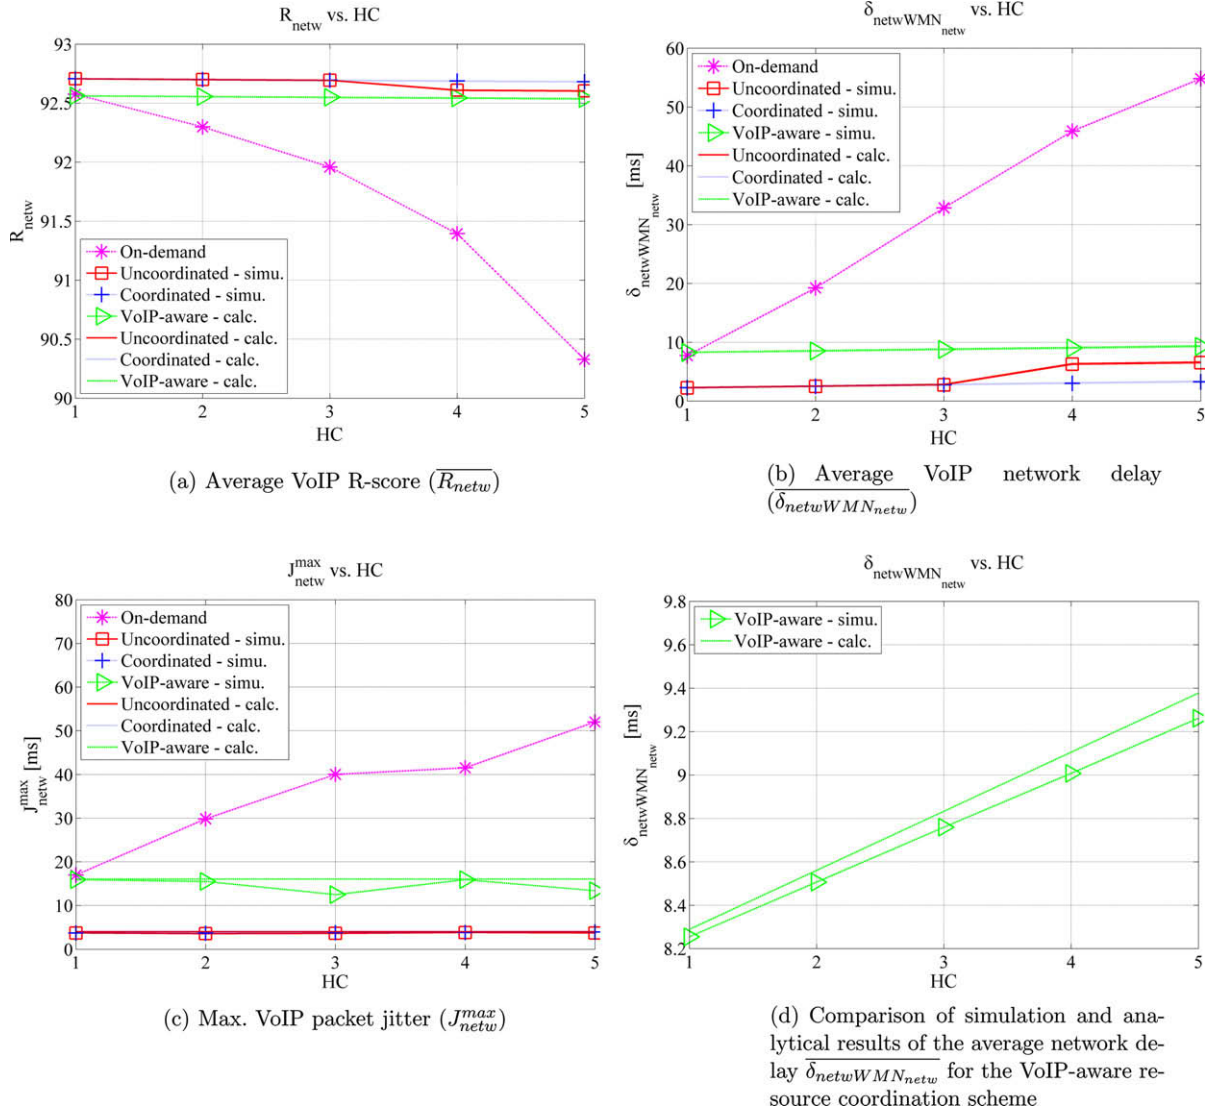 R_netw vs. HC
93
92.5
92
91.5
91
90.5
90
R_netw
On-demand
Uncoordinated - simu.
Coordinated - simu.
VoIP-aware - calc.
Uncoordinated - calc.
Coordinated - calc.
VoIP-aware - calc.
1 2 3 4 5
HC
(a) Average VoIP R-score (R_netw)
δ_netwWMN_netw vs. HC
60
50
40
30
20
10
0
δ_netwWMN_netw [ms]
On-demand
Uncoordinated - simu.
Coordinated - simu.
VoIP-aware - simu.
Uncoordinated - calc.
Coordinated - calc.
VoIP-aware - calc.
1 2 3 4 5
HC
(b) Average VoIP network delay
(δ_netwWMN_netw)
J^max_netw vs. HC
80
70
60
50
40
30
20
10
0
J^max_netw [ms]
On-demand
Uncoordinated - simu.
Coordinated - simu.
VoIP-aware - simu.
Uncoordinated - calc.
Coordinated - calc.
VoIP-aware - calc.
1 2 3 4 5
HC
(c) Max. VoIP packet jitter (J^max_netw)
δ_netwWMN_netw vs. HC
9.8
9.6
9.4
9.2
9
8.8
8.6
8.4
8.2
δ_netwWMN_netw [ms]
VoIP-aware - simu.
VoIP-aware - calc.
1 2 3 4 5
HC
(d) Comparison of simulation and ana-
lytical results of the average network de-
lay δ_netwWMN_netw for the VoIP-aware re-
source coordination scheme